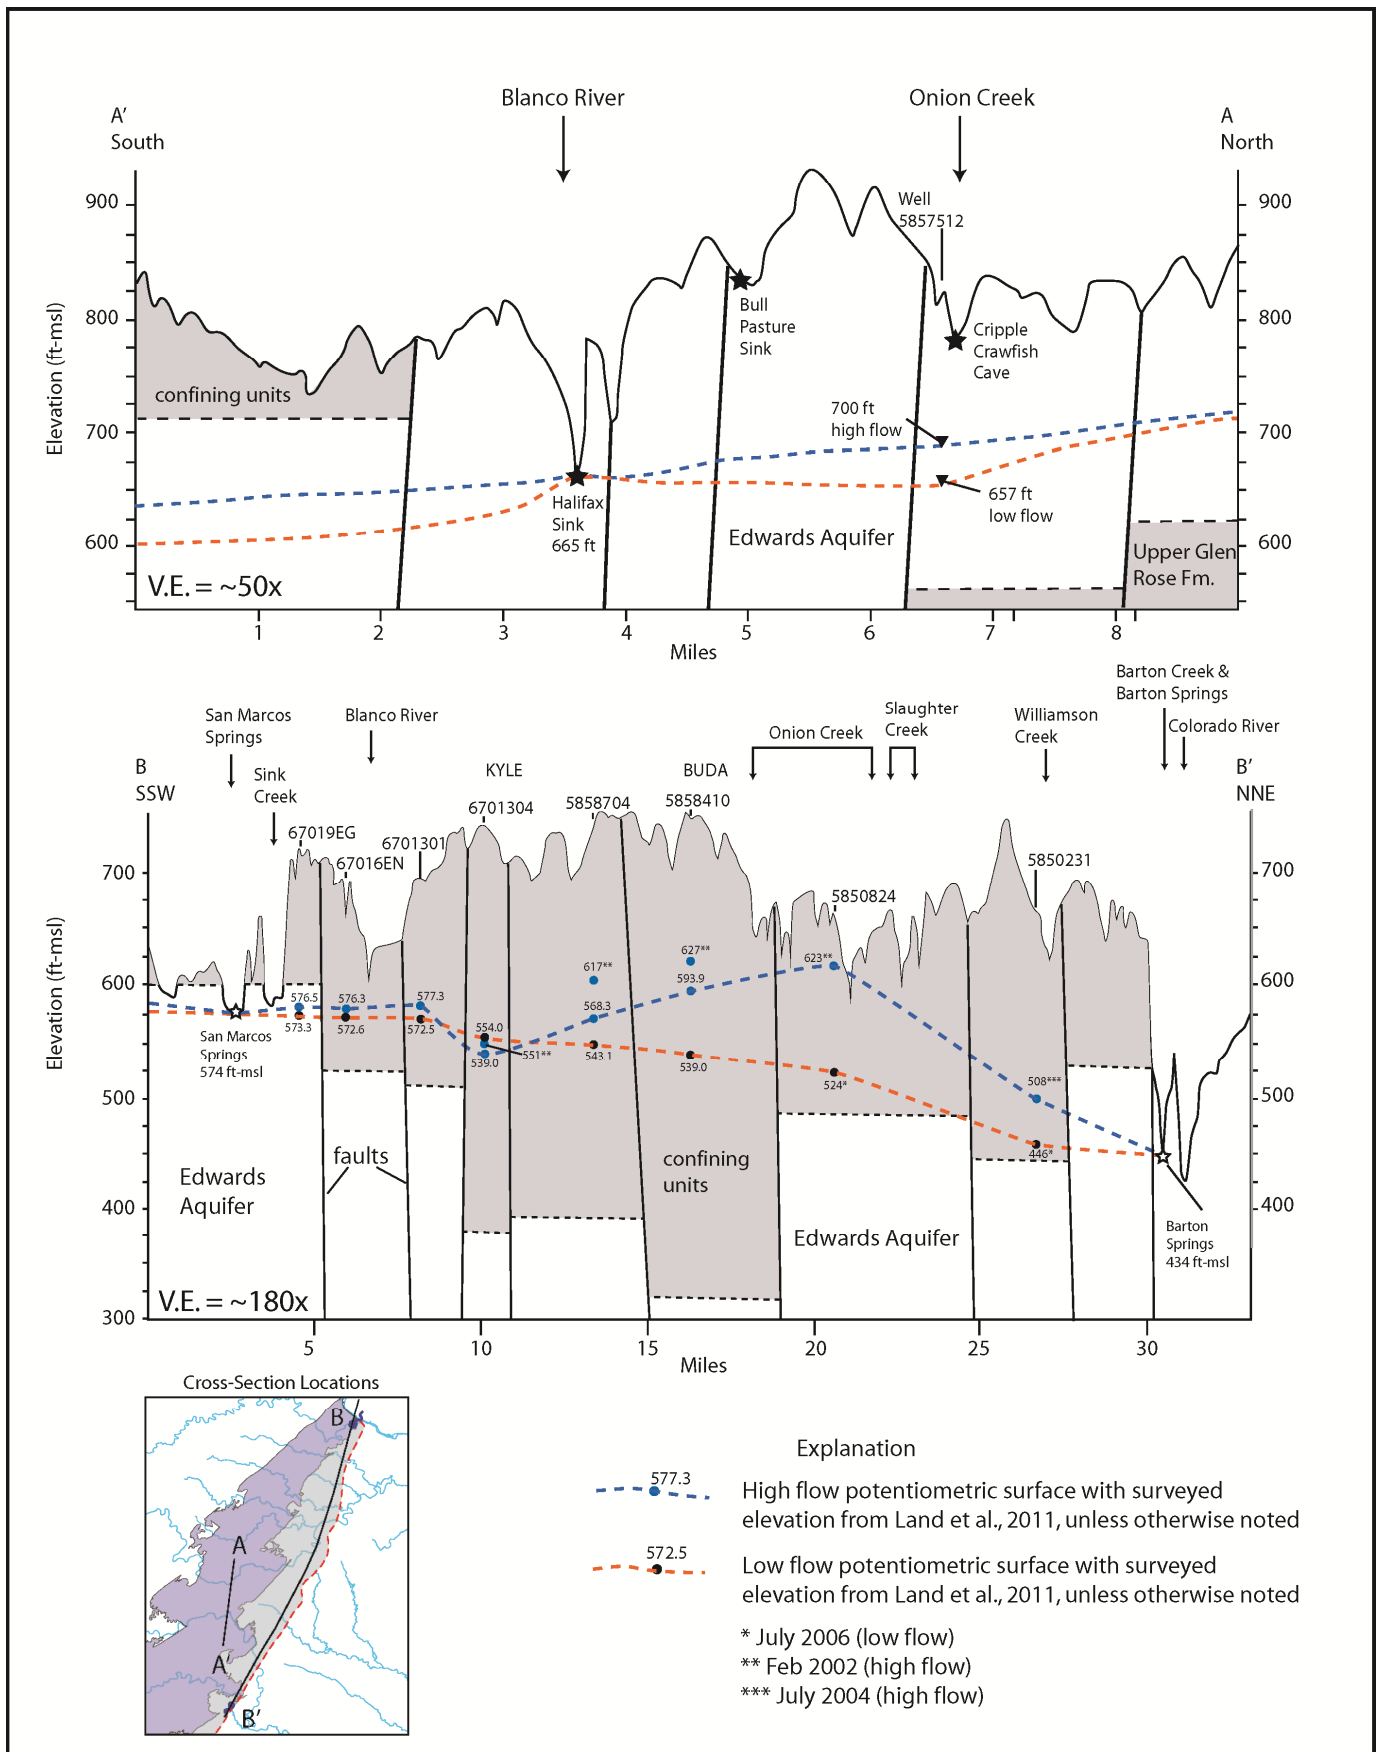 Blanco River
Onion Creek
A'
South
A
North
900
800
700
600
900
800
700
600
Elevation (ft-msl)
Well
5857512
Bull
Pasture
Sink
Cripple
Crawfish
Cave
confining units
700 ft
high flow
657 ft
low flow
Halifax
Sink
665 ft
Edwards Aquifer
Upper Glen
Rose Fm.
V.E. = ~50x
1 2 3 4 5 6 7 8
Miles
Barton Creek &
Barton Springs
San Marcos
Springs
Blanco River
Onion Creek
Slaughter
Creek
Williamson
Creek
Colorado River
B
SSW
Sink
Creek
KYLE
BUDA
B'
NNE
67019EG
67016EN
6701301
6701304
5858704
5858410
5850824
5850231
700
600
500
400
300
700
600
500
400
Elevation (ft-msl)
576.5
573.3
576.3
572.6
577.3
572.5
554.0
551**
539.0
617**
568.3
543.1
627**
593.9
539.0
623**
524*
508***
446*
San Marcos
Springs
574 ft-msl
Edwards
Aquifer
faults
confining
units
Edwards Aquifer
Barton
Springs
434 ft-msl
V.E. = ~180x
5 10 15 20 25 30
Miles
Cross-Section Locations
B
A
A'
B'
Explanation
577.3
High flow potentiometric surface with surveyed
elevation from Land et al., 2011, unless otherwise noted
572.5
Low flow potentiometric surface with surveyed
elevation from Land et al., 2011, unless otherwise noted
* July 2006 (low flow)
** Feb 2002 (high flow)
*** July 2004 (high flow)